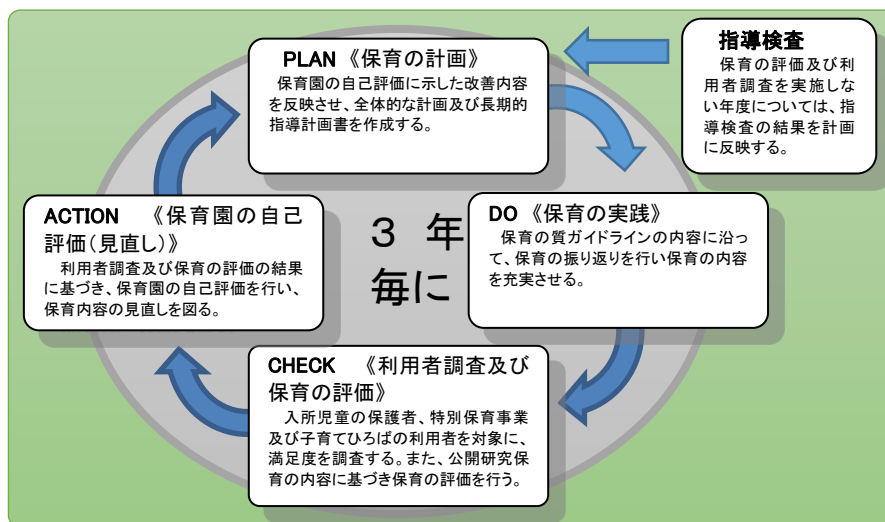 PLAN 《保育の計画》
保育園の自己評価に示した改善内容
を反映させ、全体的な計画及び長期的
指導計画書を作成する。
指導検査
保育の評価及び利
用者調査を実施しな
い年度については、指
導検査の結果を計画
に反映する。
ACTION 《保育園の自己
評価(見直し)》
利用者調査及び保育の評価の結果
に基づき、保育園の自己評価を行い、
保育内容の見直しを図る。
3 年
毎に
DO 《保育の実践》
保育の質ガイドラインの内容に沿っ
て、保育の振り返りを行い保育の内容
を充実させる。
CHECK 《利用者調査及び
保育の評価》
入所児童の保護者、特別保育事業
及び子育てひろばの利用者を対象に、
満足度を調査する。また、公開研究保
育の内容に基づき保育の評価を行う。